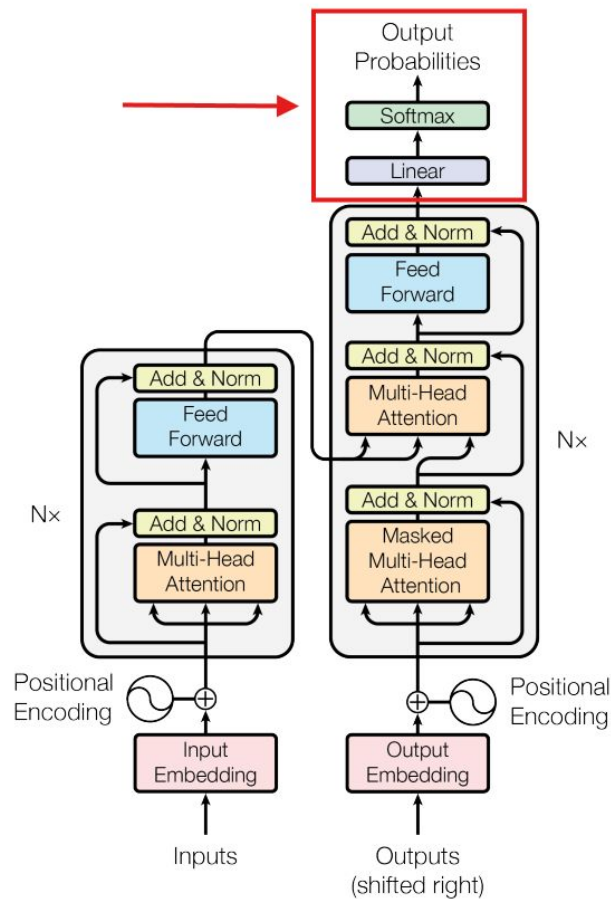 Output
Probabilities
Softmax
Linear
Add & Norm
Feed
Forward
Add & Norm
Multi-Head
Attention
Add & Norm
Masked
Multi-Head
Attention
Nx
Add & Norm
Feed
Forward
Add & Norm
Multi-Head
Attention
Nx
Positional
Encoding
Positional
Encoding
Input
Embedding
Output
Embedding
Inputs
Outputs
(shifted right)